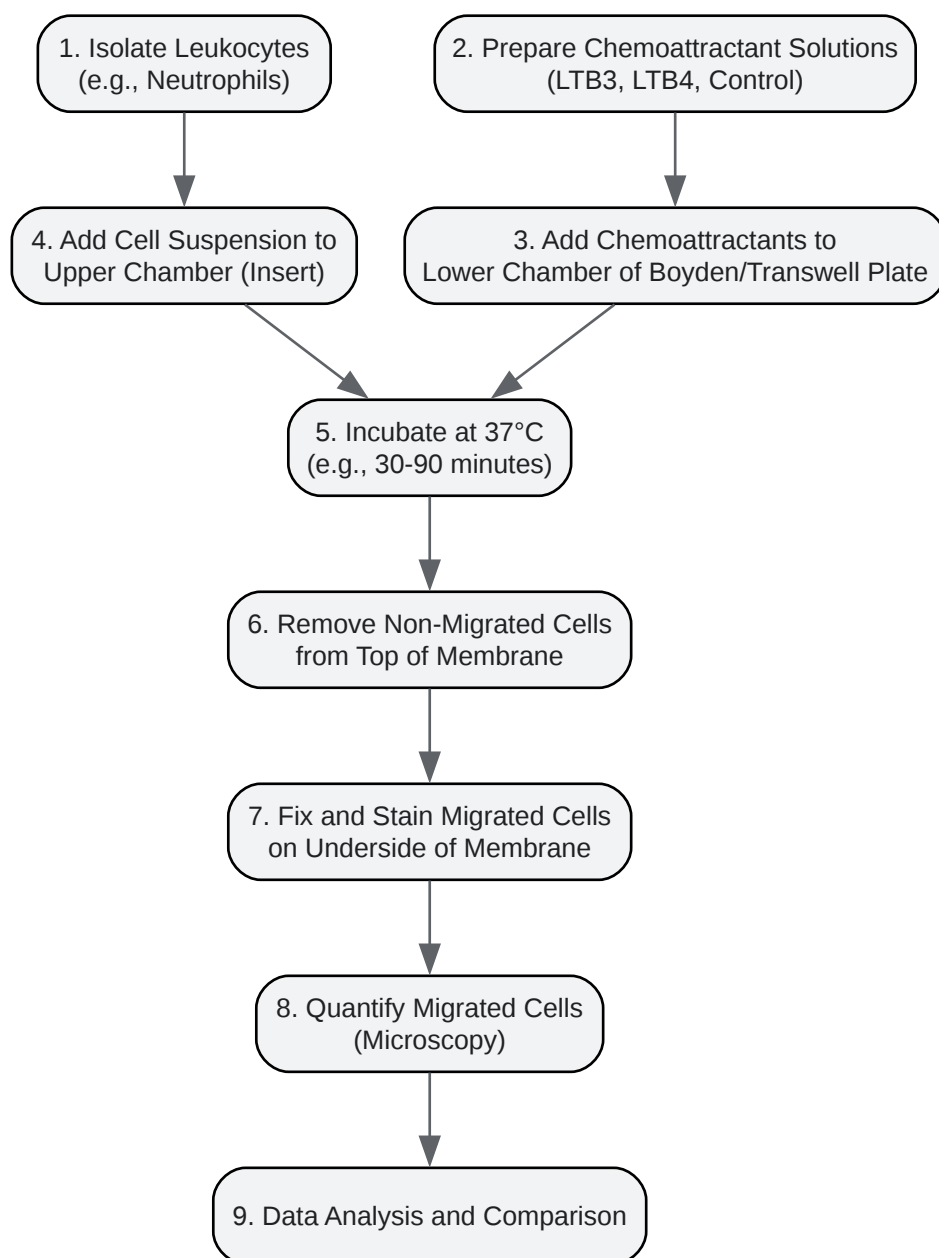 1. Isolate Leukocytes
(e.g., Neutrophils)
2. Prepare Chemoattractant Solutions
(LTB3, LTB4, Control)
4. Add Cell Suspension to
Upper Chamber (Insert)
3. Add Chemoattractants to
Lower Chamber of Boyden/Transwell Plate
5. Incubate at 37°C
(e.g., 30-90 minutes)
6. Remove Non-Migrated Cells
from Top of Membrane
7. Fix and Stain Migrated Cells
on Underside of Membrane
8. Quantify Migrated Cells
(Microscopy)
9. Data Analysis and Comparison